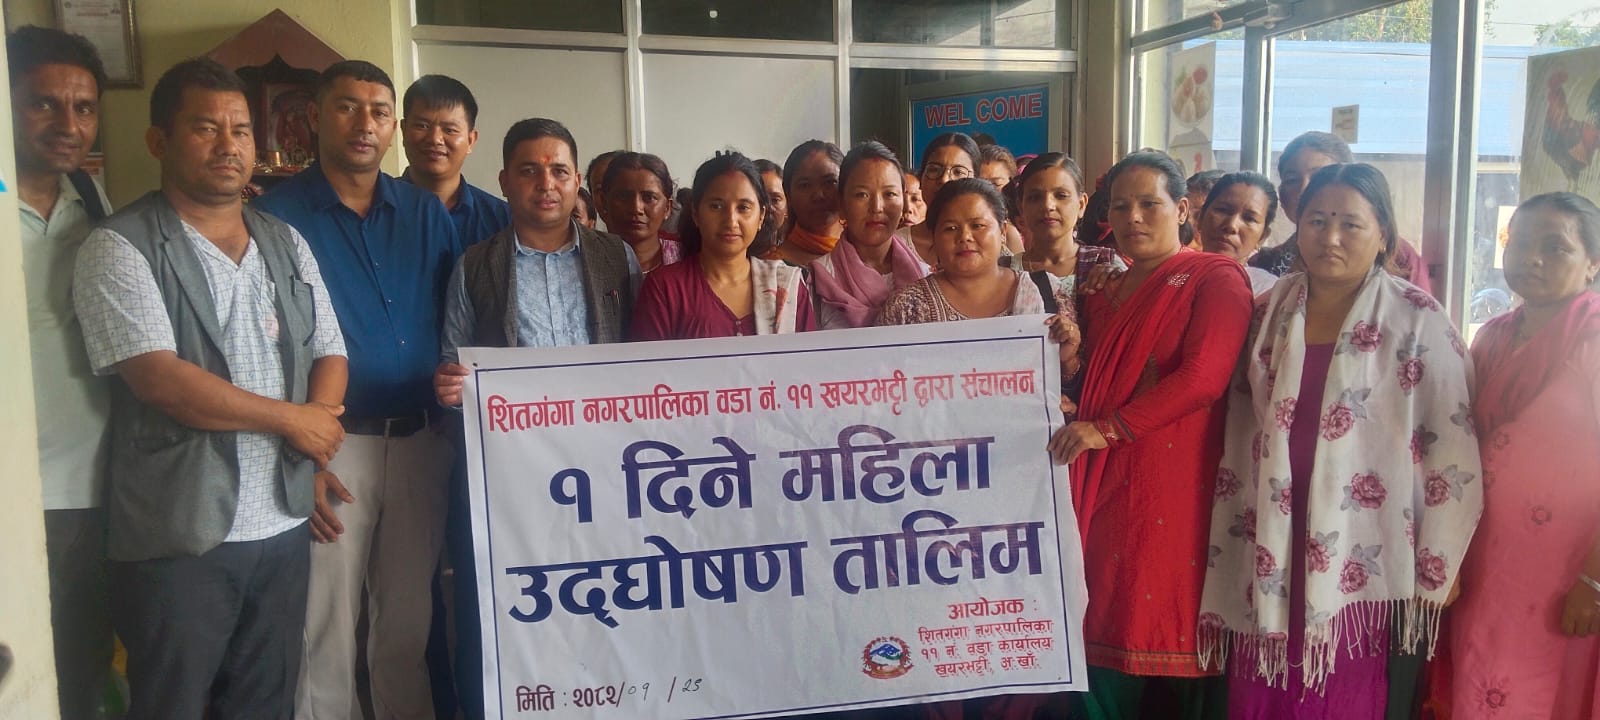 WEL COME
शितगंगा नगरपालिका वडा नं. ११ खयरभट्टी द्वारा संचालन
१ दिने महिला
उद्घोषण तालिम
आयोजक :
शितगंगा नगरपालिका
११ नं. वडा कार्यालय
खयरभट्टी, अ.खाँ.
मिति : २०८२/०१/२५